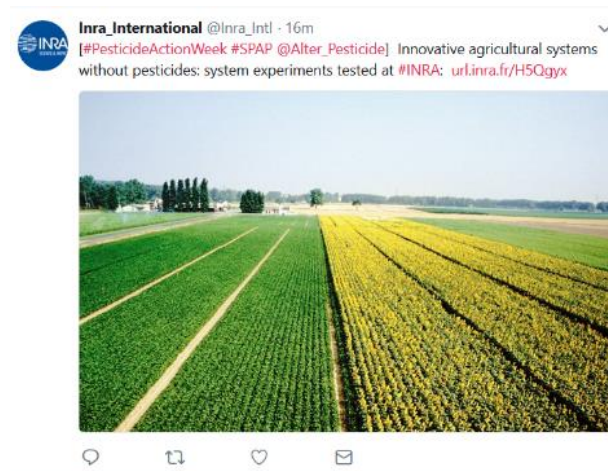 Inra_International @Inra_Intl · 16m
INRA
[#PesticideActionWeek #SPAP @Alter_Pesticide] Innovative agricultural systems
without pesticides: system experiments tested at #INRA: url.inra.fr/H5Qgyx